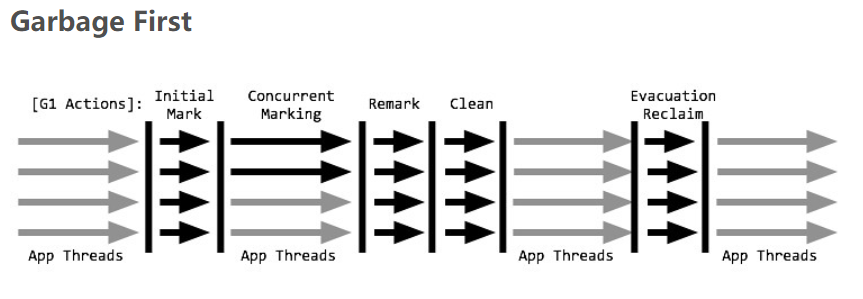 Garbage First
[G1 Actions]:
Initial
Mark
Concurrent
Marking
Remark
Clean
Evacuation
Reclaim
App Threads
App Threads
App Threads
App Threads